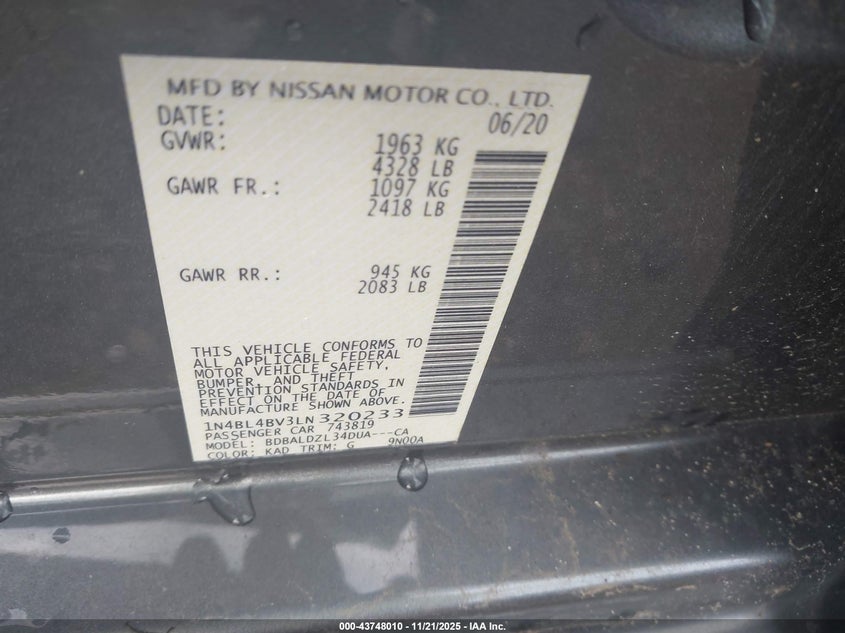 MFD BY NISSAN MOTOR CO., LTD.
DATE: 06/20
GVWR: 1963 KG
4328 LB
GAWR FR.: 1097 KG
2418 LB
GAWR RR.: 945 KG
2083 LB
THIS VEHICLE CONFORMS TO
ALL APPLICABLE FEDERAL
MOTOR VEHICLE SAFETY,
BUMPER, AND THEFT
PREVENTION STANDARDS IN
EFFECT ON THE DATE OF
MANUFACTURE SHOWN ABOVE.
1N4BL4BV3LN320233
PASSENGER CAR 743819
MODEL: BDBALDZL34DUA---CA
COLOR: KAD TRIM: G 9N00A
000-43748010 - 11/21/2025 - IAA Inc.